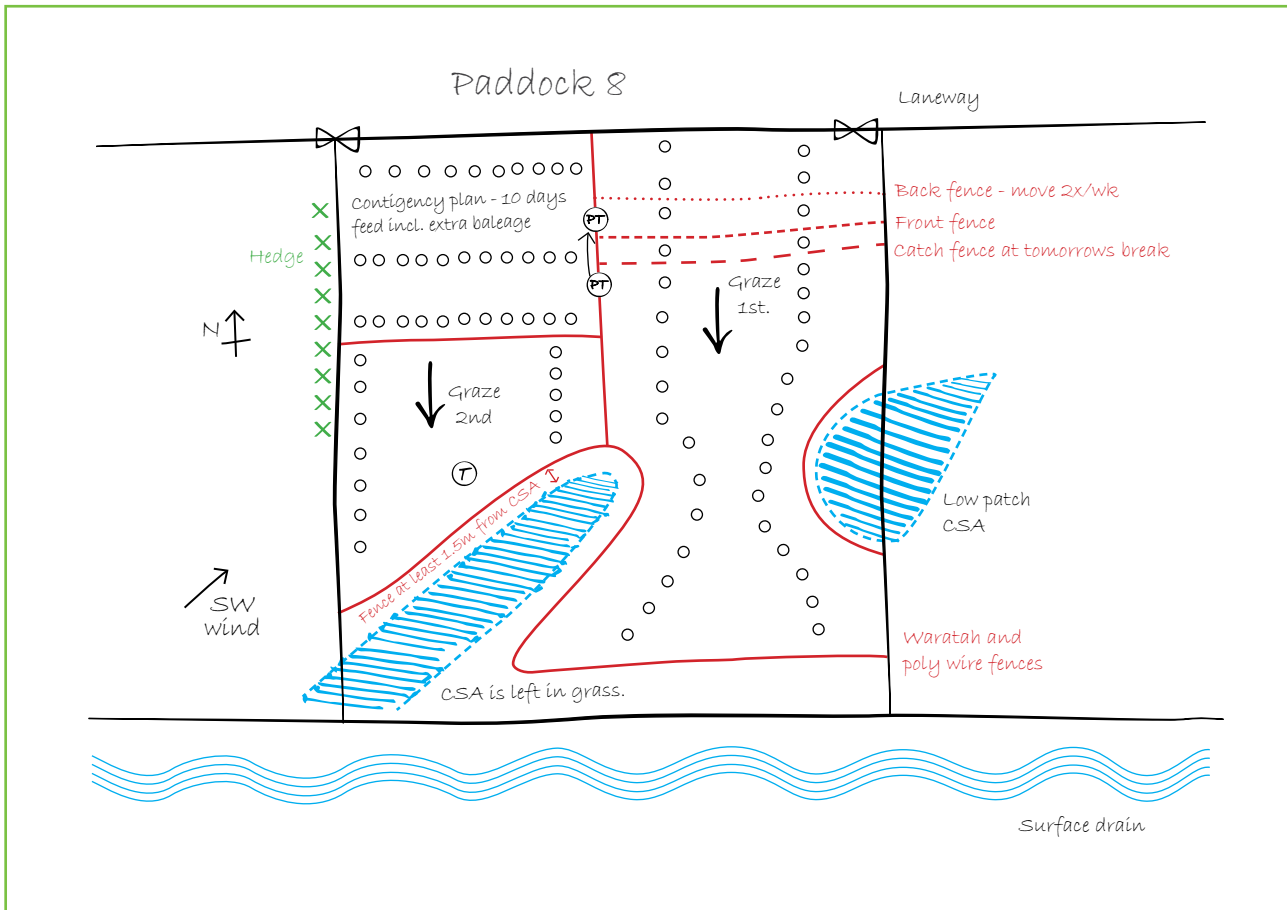 Paddock 8
Laneway
Back fence - move 2x/wk
Contigency plan - 10 days
feed incl. extra baleage
PT
Front fence
Catch fence at tomorrows break
Hedge
PT
Graze
1st.
N
Graze
2nd
T
Fence at least 1.5m from CSA
Low patch
CSA
SW
wind
Waratah and
poly wire fences
CSA is left in grass.
Surface drain